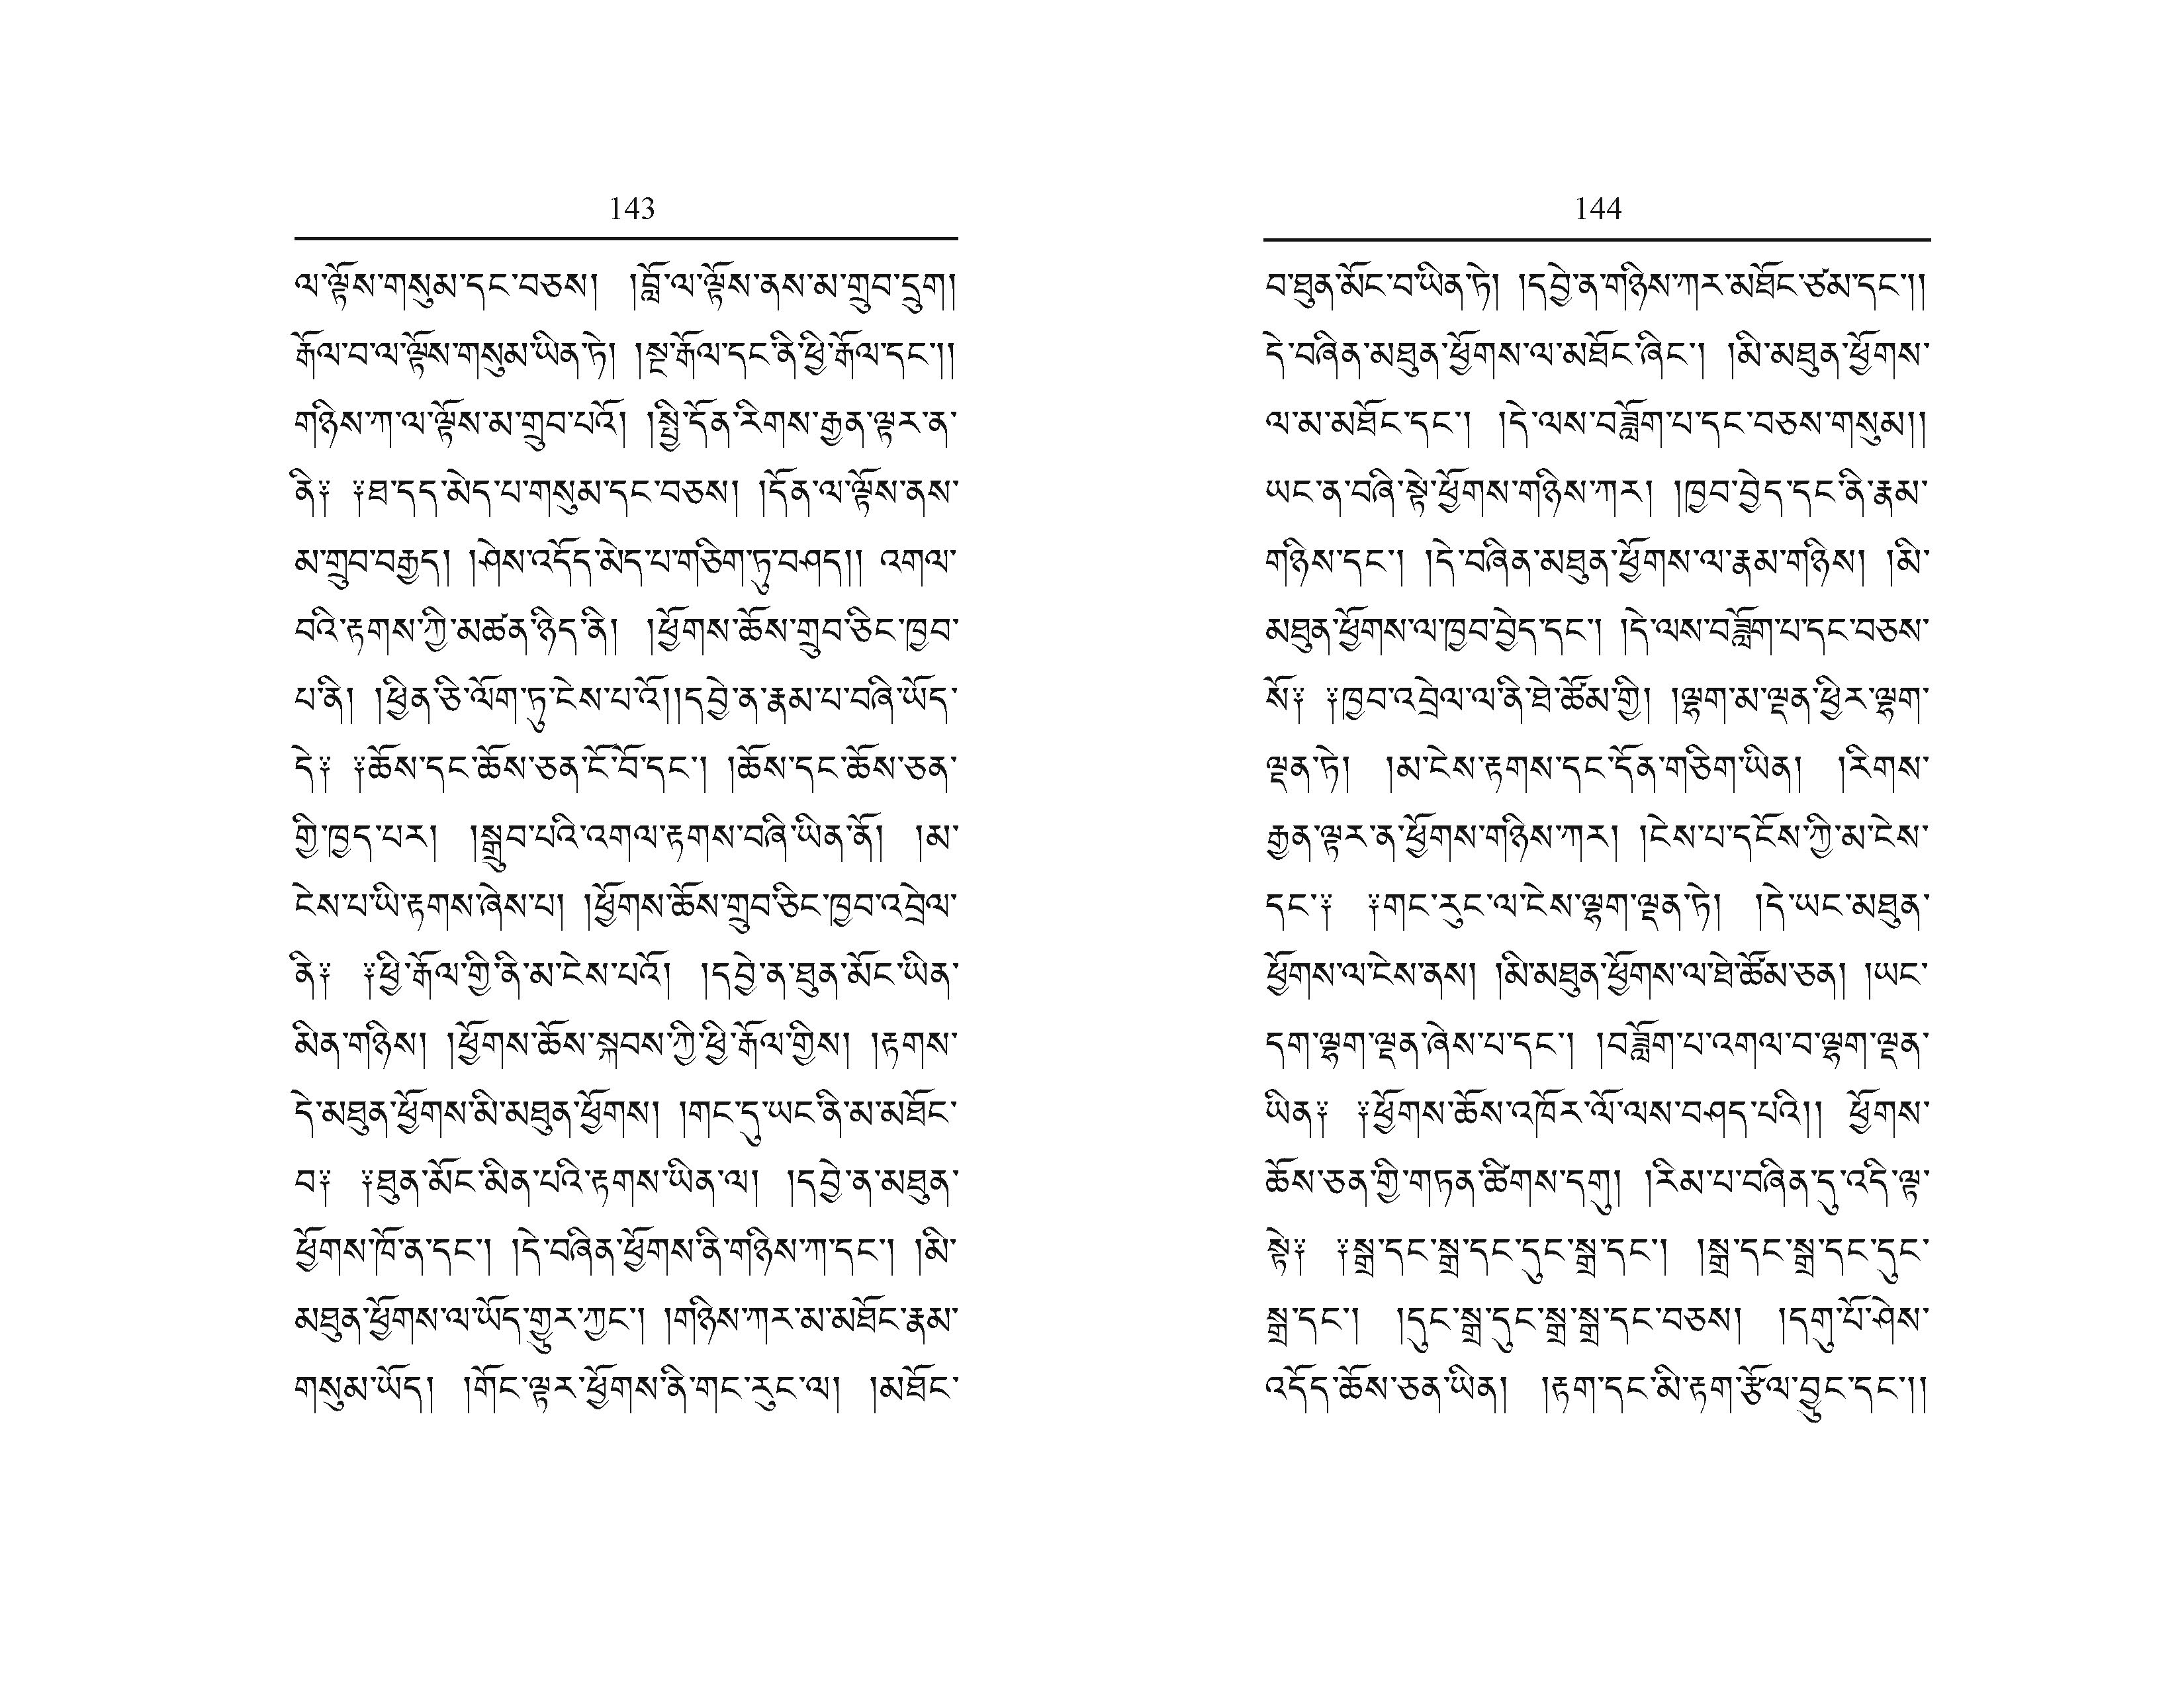 143
ལ་ལྟོས་གསུམ་དང་བཅས། །བློ་ལ་ལྟོས་ནས་མ་གྲུབ་དྲུག།
རྒོལ་བ་ལ་ལྟོས་གསུམ་ཡིན་ཏེ། །སྔ་རྒོལ་དང་ནི་ཕྱི་རྒོལ་དང་།།
གཉིས་ཀ་ལ་ལྟོས་མ་གྲུབ་པའོ། །སྤྱི་དོན་རིགས་རྒྱན་ལྟར་ན་
ནི༑ ༑ཐ་དད་མེད་པ་གསུམ་དང་བཅས། །དོན་ལ་ལྟོས་ནས་
མ་གྲུབ་བརྒྱད། །ཤེས་འདོད་མེད་པ་གཅིག་ཏུ་བཤད།། འགལ་
བའི་རྟགས་ཀྱི་མཚན་ཉིད་ནི། །ཕྱོགས་ཆོས་གྲུབ་ཅིང་ཁྱབ་
པ་ནི། །ཕྱིན་ཅི་ལོག་ཏུ་ངེས་པའོ།།དབྱེ་ན་རྣམ་པ་བཞི་ཡོད་
དེ༑ ༑ཆོས་དང་ཆོས་ཅན་ངོ་བོ་དང་། །ཆོས་དང་ཆོས་ཅན་
གྱི་ཁྱད་པར། །སྒྲུབ་པའི་འགལ་རྟགས་བཞི་ཡིན་ནོ། །མ་
ངེས་པ་ཡི་རྟགས་ཞེས་པ། །ཕྱོགས་ཆོས་གྲུབ་ཅིང་ཁྱབ་འབྲེལ་
ནི༑ ༑ཕྱི་རྒོལ་གྱི་ནི་མ་ངེས་པའོ། །དབྱེ་ན་ཐུན་མོང་ཡིན་
མིན་གཉིས། །ཕྱོགས་ཆོས་སྐབས་ཀྱི་ཕྱི་རྒོལ་གྱིས། །རྟགས་
དེ་མཐུན་ཕྱོགས་མི་མཐུན་ཕྱོགས། །གང་དུ་ཡང་ནི་མ་མཐོང་
བ༑ ༑ཐུན་མོང་མིན་པའི་རྟགས་ཡིན་ལ། །དབྱེ་ན་མཐུན་
ཕྱོགས་ཁོ་ན་དང་། །དེ་བཞིན་ཕྱོགས་ནི་གཉིས་ཀ་དང་། །མི་
མཐུན་ཕྱོགས་ལ་ཡོད་གྱུར་ཀྱང་། །གཉིས་ཀར་མ་མཐོང་རྣམ་
གསུམ་ཡོད། །གོང་ལྟར་ཕྱོགས་ནི་གང་རུང་ལ། །མཐོང་
144
བ་ཐུན་མོང་བ་ཡིན་ཏེ། །དབྱེ་ན་གཉིས་ཀར་མཐོང་ཙམ་དང་།།
དེ་བཞིན་མཐུན་ཕྱོགས་ལ་མཐོང་ཞིང་། །མི་མཐུན་ཕྱོགས་
ལ་མ་མཐོང་དང་། །དེ་ལས་བཟློག་པ་དང་བཅས་གསུམ།།
ཡང་ན་བཞི་སྟེ་ཕྱོགས་གཉིས་ཀར། །ཁྱབ་བྱེད་དང་ནི་རྣམ་
གཉིས་དང་། །དེ་བཞིན་མཐུན་ཕྱོགས་ལ་རྣམ་གཉིས། །མི་
མཐུན་ཕྱོགས་ལ་ཁྱབ་བྱེད་དང་། །དེ་ལས་བཟློག་པ་དང་བཅས་
སོ༑ ༑ཁྱབ་འབྲེལ་ལ་ནི་ཐེ་ཚོམ་གྱི། །ལྷག་མ་ལྡན་ཕྱིར་ལྷག་
ལྡན་ཏེ། །མ་ངེས་རྟགས་དང་དོན་གཅིག་ཡིན། །རིགས་
རྒྱན་ལྟར་ན་ཕྱོགས་གཉིས་ཀར། །ངེས་པ་དངོས་ཀྱི་མ་ངེས་
དང་༑ ༑གང་རུང་ལ་ངེས་ལྷག་ལྡན་ཏེ། །དེ་ཡང་མཐུན་
ཕྱོགས་ལ་ངེས་ནས། །མི་མཐུན་ཕྱོགས་ལ་ཐེ་ཚོམ་ཅན། །ཡང་
དག་ལྷག་ལྡན་ཞེས་པ་དང་། །བཟློག་པ་འགལ་བ་ལྷག་ལྡན་
ཡིན༑ ༑ཕྱོགས་ཆོས་འཁོར་ལོ་ལས་བཤད་པའི།། ཕྱོགས་
ཆོས་ཅན་གྱི་གཏན་ཚིགས་དགུ། །རིམ་པ་བཞིན་དུ་འདི་ལྟ་
སྟེ༑ ༑སྒྲ་དང་སྒྲ་དང་དུང་སྒྲ་དང་། །སྒྲ་དང་སྒྲ་དང་དུང་
སྒྲ་དང་། །དུང་སྒྲ་དུང་སྒྲ་སྒྲ་དང་བཅས། །དགུ་པོ་ཤེས་
འདོད་ཆོས་ཅན་ཡིན། །རྟག་དང་མི་རྟག་རྩོལ་བྱུང་དང་།།